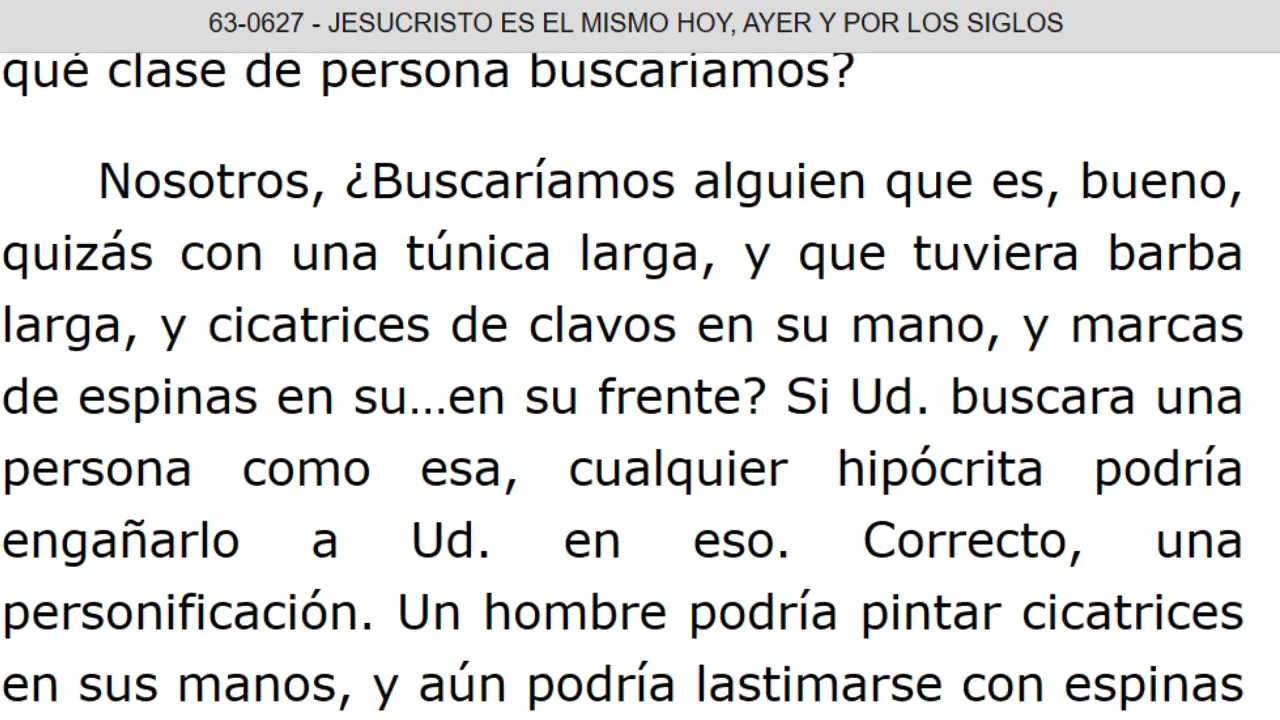 63-0627 - JESUCRISTO ES EL MISMO HOY, AYER Y POR LOS SIGLOS
qué clase de persona buscaríamos?
Nosotros, ¿Buscaríamos alguien que es, bueno,
quizás con una túnica larga, y que tuviera barba
larga, y cicatrices de clavos en su mano, y marcas
de espinas en su...en su frente? Si Ud. buscara una
persona como esa, cualquier hipócrita podría
engañarlo a Ud. en eso. Correcto, una
personificación. Un hombre podría pintar cicatrices
en sus manos, y aún podría lastimarse con espinas